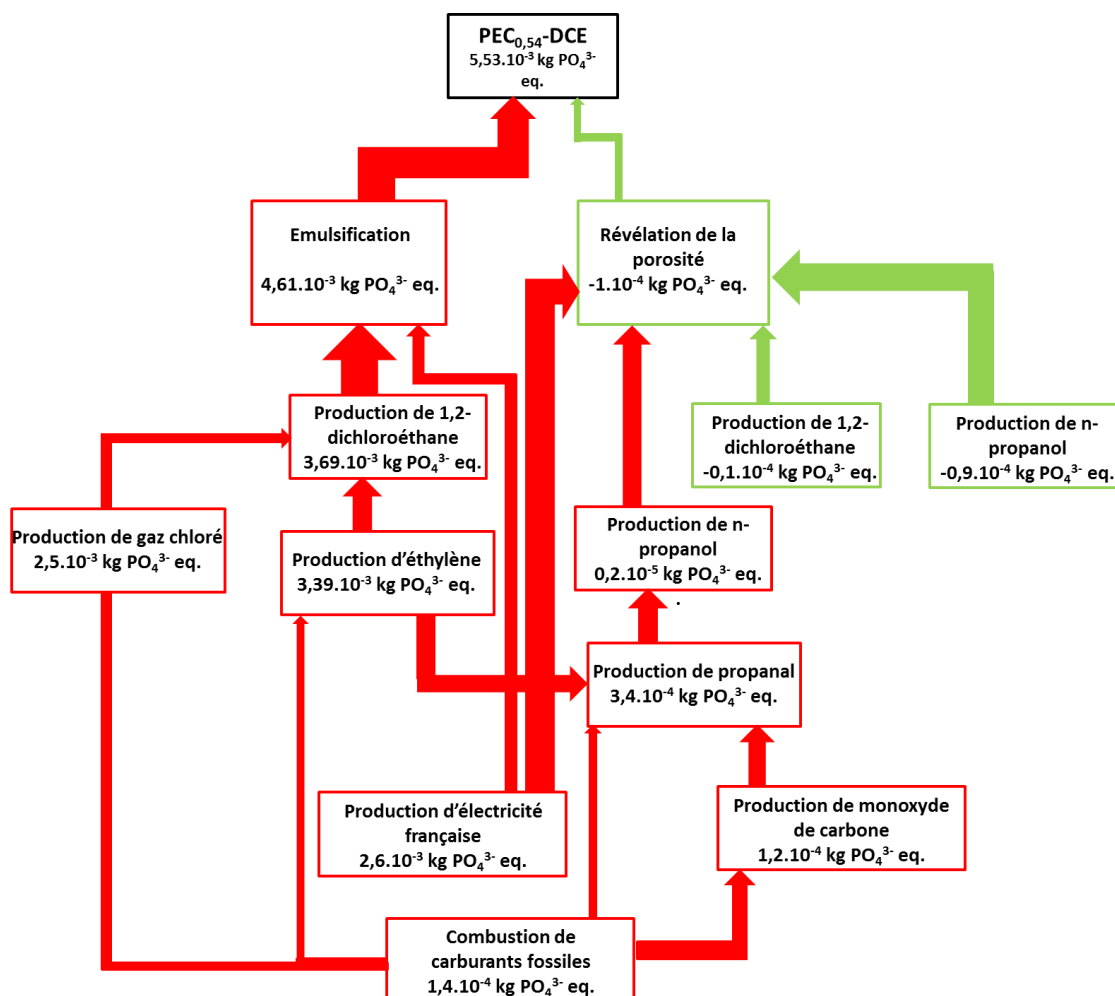 PEC₀,₅₄-DCE
5,53.10⁻³ kg PO₄³⁻
eq.
Emulsification
4,61.10⁻³ kg PO₄³⁻ eq.
Révélation de la
porosité
-1.10⁻⁴ kg PO₄³⁻ eq.
Production de 1,2-
dichloroéthane
3,69.10⁻³ kg PO₄³⁻ eq.
Production de 1,2-
dichloroéthane
-0,1.10⁻⁴ kg PO₄³⁻ eq.
Production de n-
propanol
-0,9.10⁻⁴ kg PO₄³⁻ eq.
Production de gaz chloré
2,5.10⁻³ kg PO₄³⁻ eq.
Production d’éthylène
3,39.10⁻³ kg PO₄³⁻ eq.
Production de n-
propanol
0,2.10⁻⁵ kg PO₄³⁻ eq.
.
Production de propanal
3,4.10⁻⁴ kg PO₄³⁻ eq.
Production d’électricité
française
2,6.10⁻³ kg PO₄³⁻ eq.
Production de monoxyde
de carbone
1,2.10⁻⁴ kg PO₄³⁻ eq.
Combustion de
carburants fossiles
1,4.10⁻⁴ kg PO₄³⁻ eq.